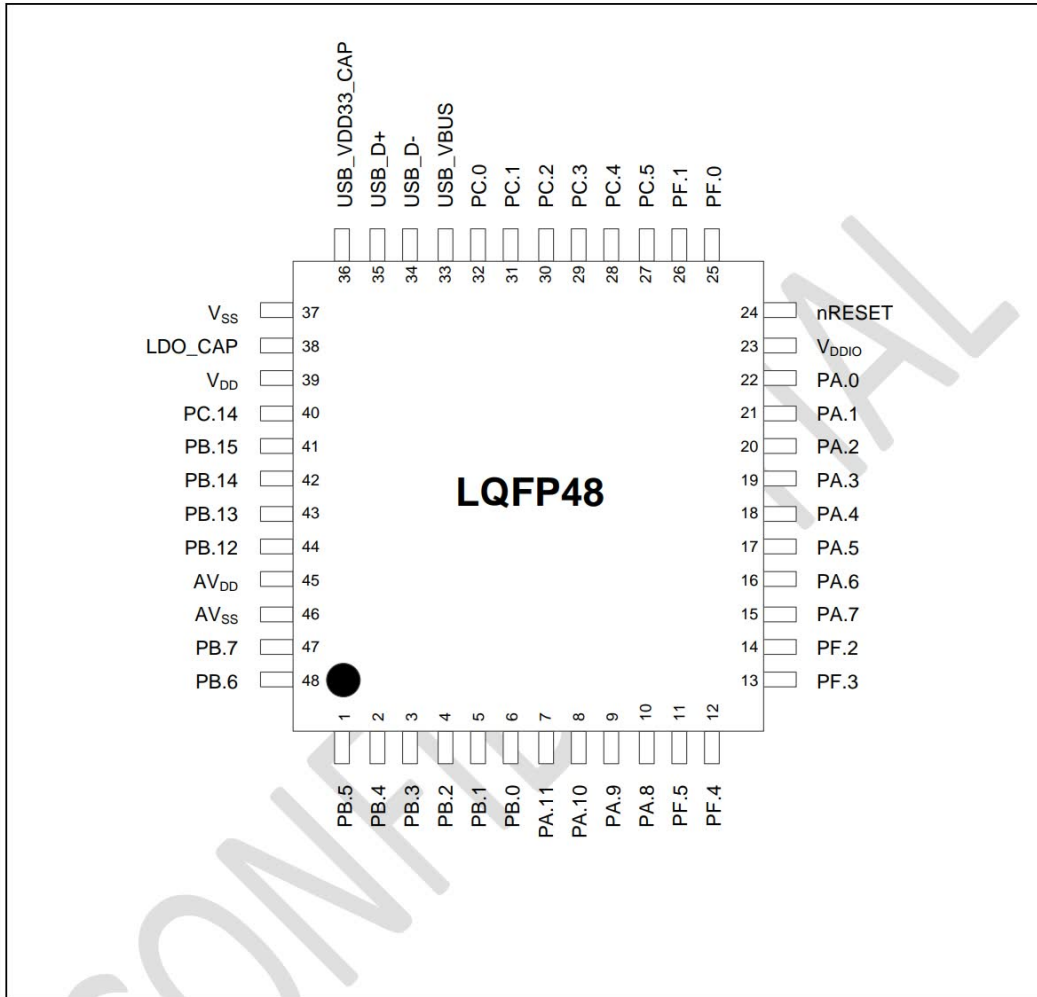 USB_VDD33_CAP
USB_D+
USB_D-
USB_VBUS
PC.0
PC.1
PC.2
PC.3
PC.4
PC.5
PF.1
PF.0
36 35 34 33 32 31 30 29 28 27 26 25
VSS 37 24 nRESET
LDO_CAP 38 23 VDDIO
VDD 39 22 PA.0
PC.14 40 21 PA.1
PB.15 41 20 PA.2
PB.14 42 19 PA.3
PB.13 43 18 PA.4
PB.12 44 17 PA.5
AVDD 45 16 PA.6
AVSS 46 15 PA.7
PB.7 47 14 PF.2
PB.6 48 13 PF.3
LQFP48
1 2 3 4 5 6 7 8 9 10 11 12
PB.5
PB.4
PB.3
PB.2
PB.1
PB.0
PA.11
PA.10
PA.9
PA.8
PF.5
PF.4